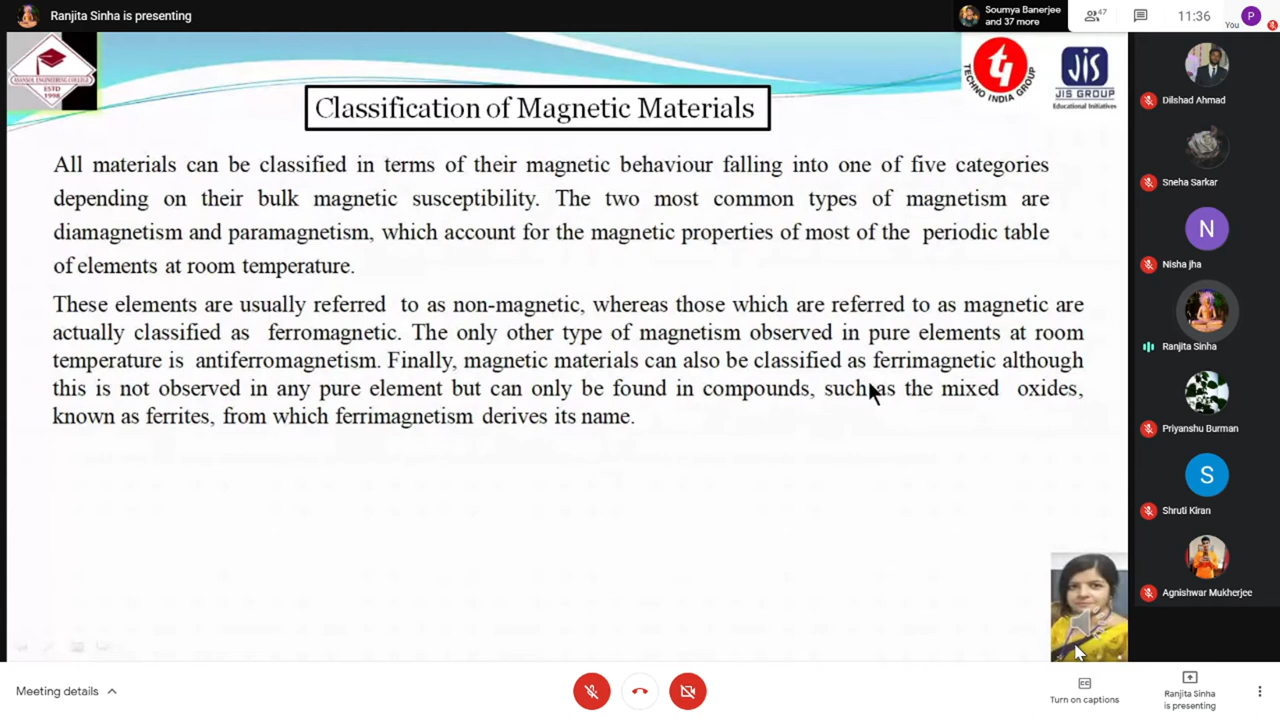 Ranjita Sinha is presenting
Soumya Banerjee
and 37 more
47
11:36
P
You
ASANSOL ENGINEERING COLLEGE
ESTD
1998
TECHNO INDIA GROUP
JIS GROUP
Educational Initiatives
Classification of Magnetic Materials
All materials can be classified in terms of their magnetic behaviour falling into one of five categories
depending on their bulk magnetic susceptibility. The two most common types of magnetism are
diamagnetism and paramagnetism, which account for the magnetic properties of most of the periodic table
of elements at room temperature.
These elements are usually referred to as non-magnetic, whereas those which are referred to as magnetic are
actually classified as ferromagnetic. The only other type of magnetism observed in pure elements at room
temperature is antiferromagnetism. Finally, magnetic materials can also be classified as ferrimagnetic although
this is not observed in any pure element but can only be found in compounds, such as the mixed oxides,
known as ferrites, from which ferrimagnetism derives its name.
Dilshad Ahmad
Sneha Sarkar
N
Nisha jha
Ranjita Sinha
Priyanshu Burman
S
Shruti Kiran
Agnishwar Mukherjee
Meeting details
CC
Turn on captions
Ranjita Sinha
is presenting